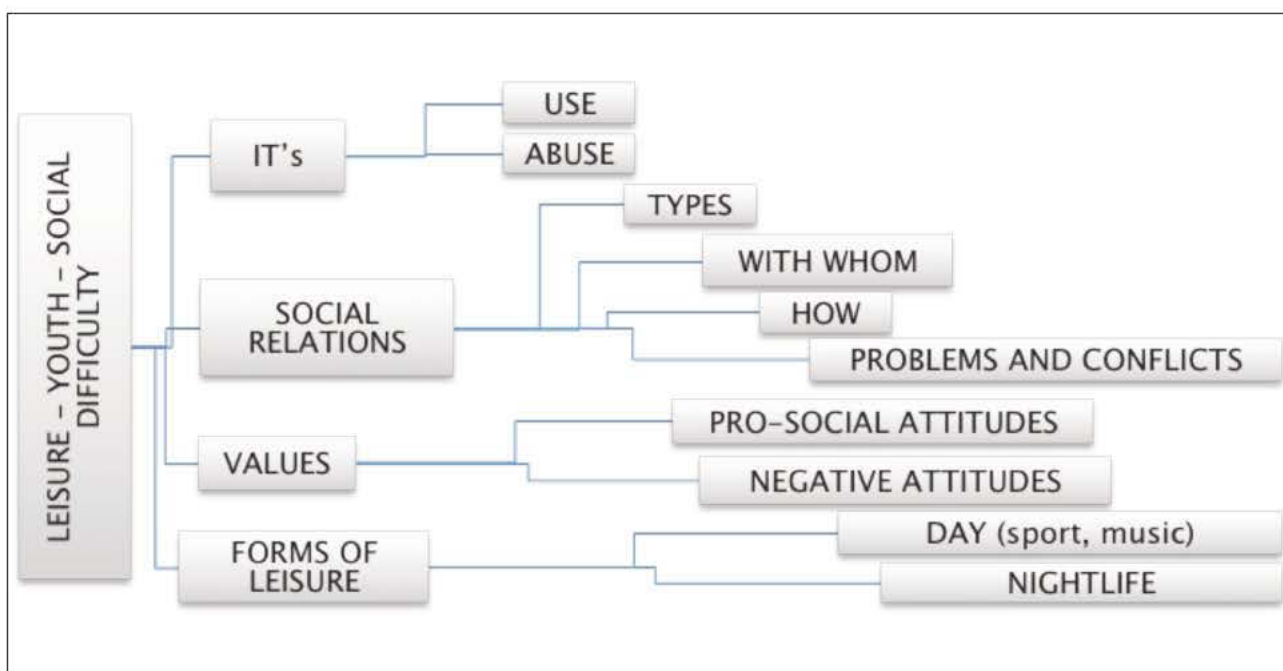 LEISURE – YOUTH – SOCIAL
DIFFICULTY
IT's
USE
ABUSE
SOCIAL
RELATIONS
TYPES
WITH WHOM
HOW
PROBLEMS AND CONFLICTS
VALUES
PRO-SOCIAL ATTITUDES
NEGATIVE ATTITUDES
FORMS OF
LEISURE
DAY (sport, music)
NIGHTLIFE